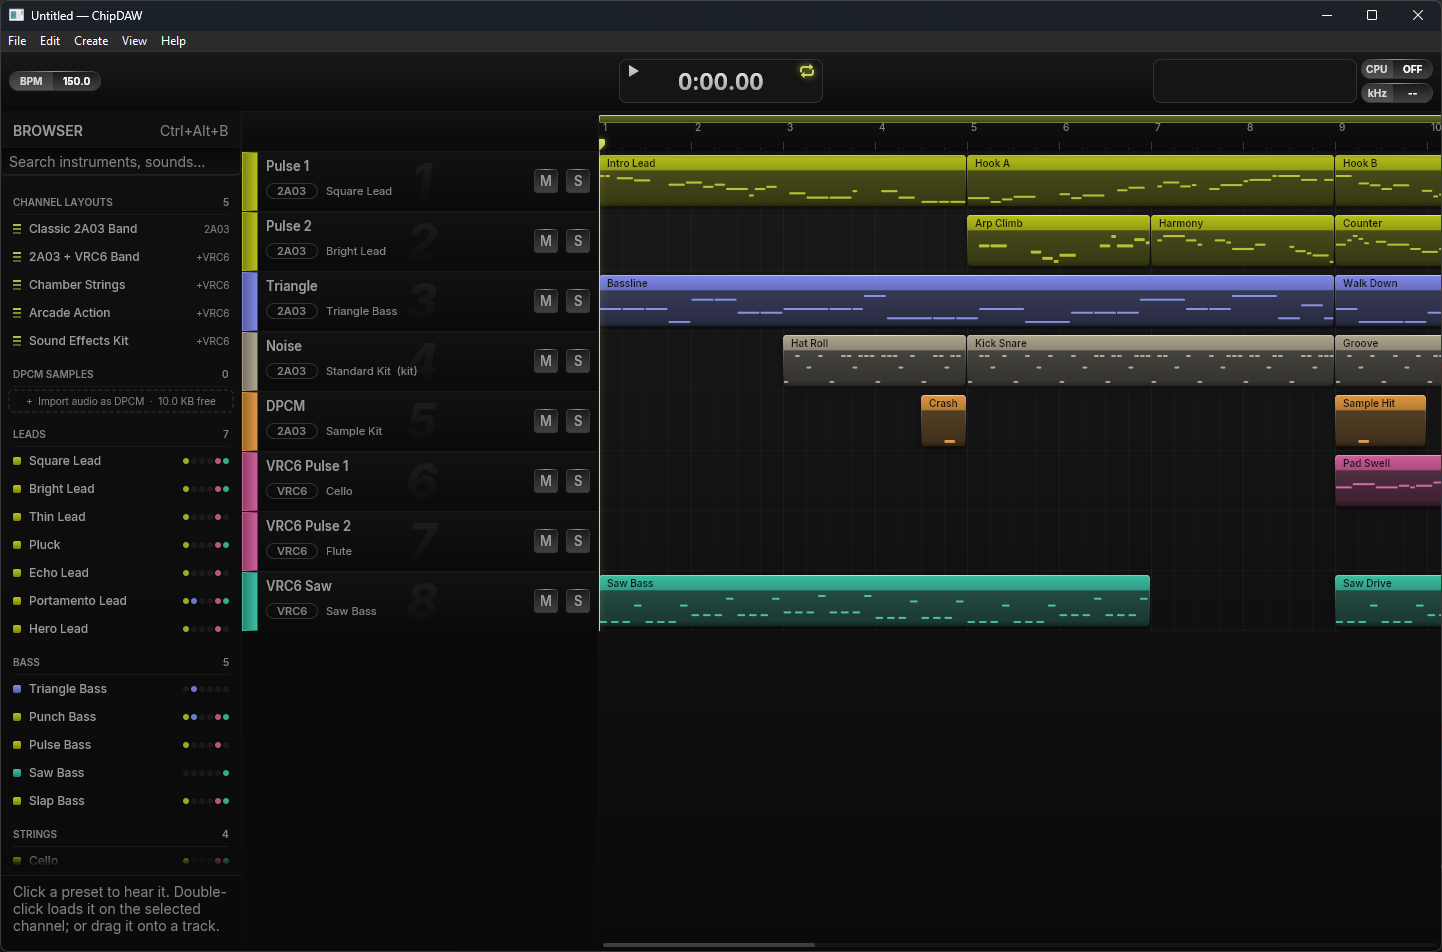 Untitled — ChipDAW
File Edit Create View Help
BPM 150.0
0:00.00
CPU OFF
kHz --
BROWSER Ctrl+Alt+B
Search instruments, sounds...
CHANNEL LAYOUTS 5
Classic 2A03 Band 2A03
2A03 + VRC6 Band +VRC6
Chamber Strings +VRC6
Arcade Action +VRC6
Sound Effects Kit +VRC6
DPCM SAMPLES 0
+ Import audio as DPCM · 10.0 KB free
LEADS 7
Square Lead
Bright Lead
Thin Lead
Pluck
Echo Lead
Portamento Lead
Hero Lead
BASS 5
Triangle Bass
Punch Bass
Pulse Bass
Saw Bass
Slap Bass
STRINGS 4
Cello
Click a preset to hear it. Double-
click loads it on the selected
channel; or drag it onto a track.
1 2 3 4 5 6 7 8 9 10
Pulse 1
2A03 Square Lead 1 M S
Intro Lead Hook A Hook B
Pulse 2
2A03 Bright Lead 2 M S
Arp Climb Harmony Counter
Triangle
2A03 Triangle Bass 3 M S
Bassline Walk Down
Noise
2A03 Standard Kit (kit) 4 M S
Hat Roll Kick Snare Groove
DPCM
2A03 Sample Kit 5 M S
Crash Sample Hit
VRC6 Pulse 1
VRC6 Cello 6 M S
Pad Swell
VRC6 Pulse 2
VRC6 Flute 7 M S
VRC6 Saw
VRC6 Saw Bass 8 M S
Saw Bass Saw Drive